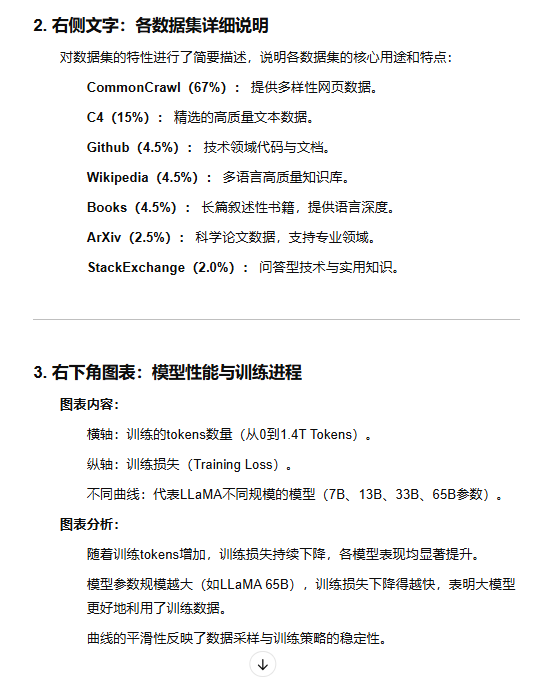 2. 右侧文字：各数据集详细说明
对数据集的特性进行了简要描述，说明各数据集的核心用途和特点：
CommonCrawl（67%）： 提供多样性网页数据。
C4（15%）： 精选的高质量文本数据。
Github（4.5%）： 技术领域代码与文档。
Wikipedia（4.5%）： 多语言高质量知识库。
Books（4.5%）： 长篇叙述性书籍，提供语言深度。
ArXiv（2.5%）： 科学论文数据，支持专业领域。
StackExchange（2.0%）： 问答型技术与实用知识。
3. 右下角图表：模型性能与训练进程
图表内容：
横轴：训练的tokens数量（从0到1.4T Tokens）。
纵轴：训练损失（Training Loss）。
不同曲线：代表LLaMA不同规模的模型（7B、13B、33B、65B参数）。
图表分析：
随着训练tokens增加，训练损失持续下降，各模型表现均显著提升。
模型参数规模越大（如LLaMA 65B），训练损失下降得越快，表明大模型
更好地利用了训练数据。
曲线的平滑性反映了数据采样与训练策略的稳定性。